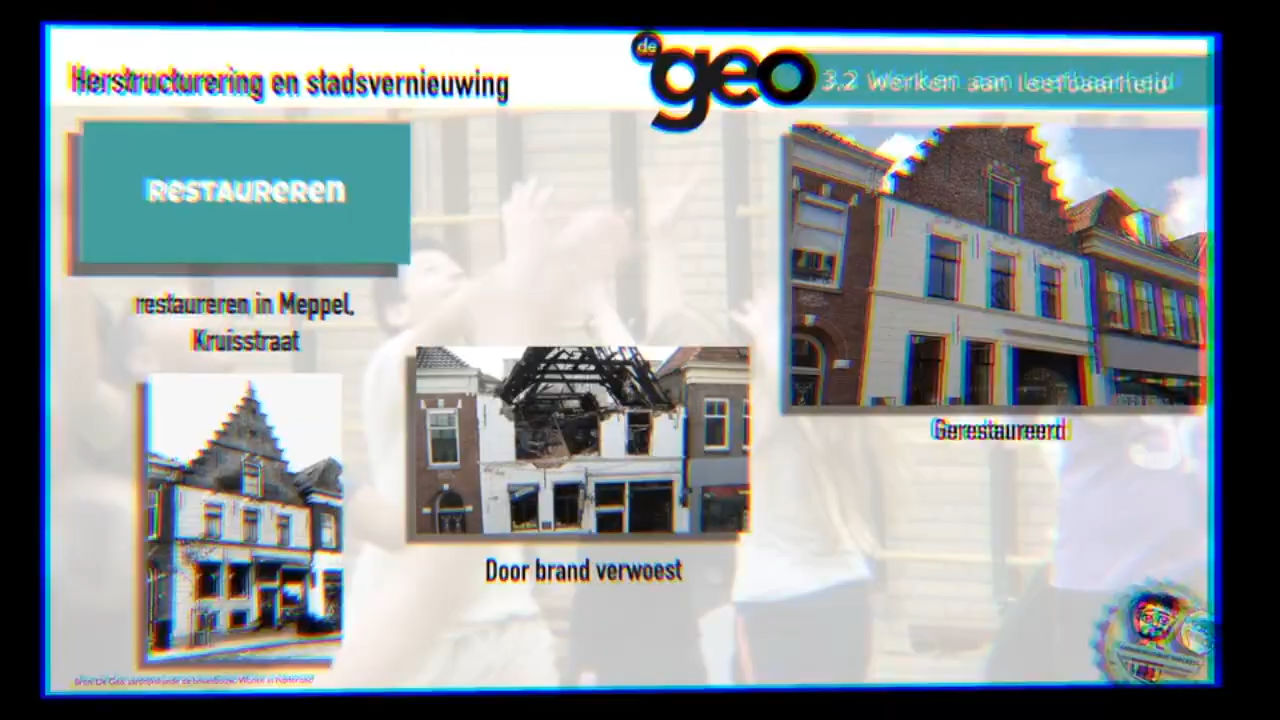 Herstructurering en stadsvernieuwing
de
geo
3.2 Werken aan leefbaarheid
RESTAUREREN
restaureren in Meppel,
Kruisstraat
Gerestaureerd
Door brand verwoest